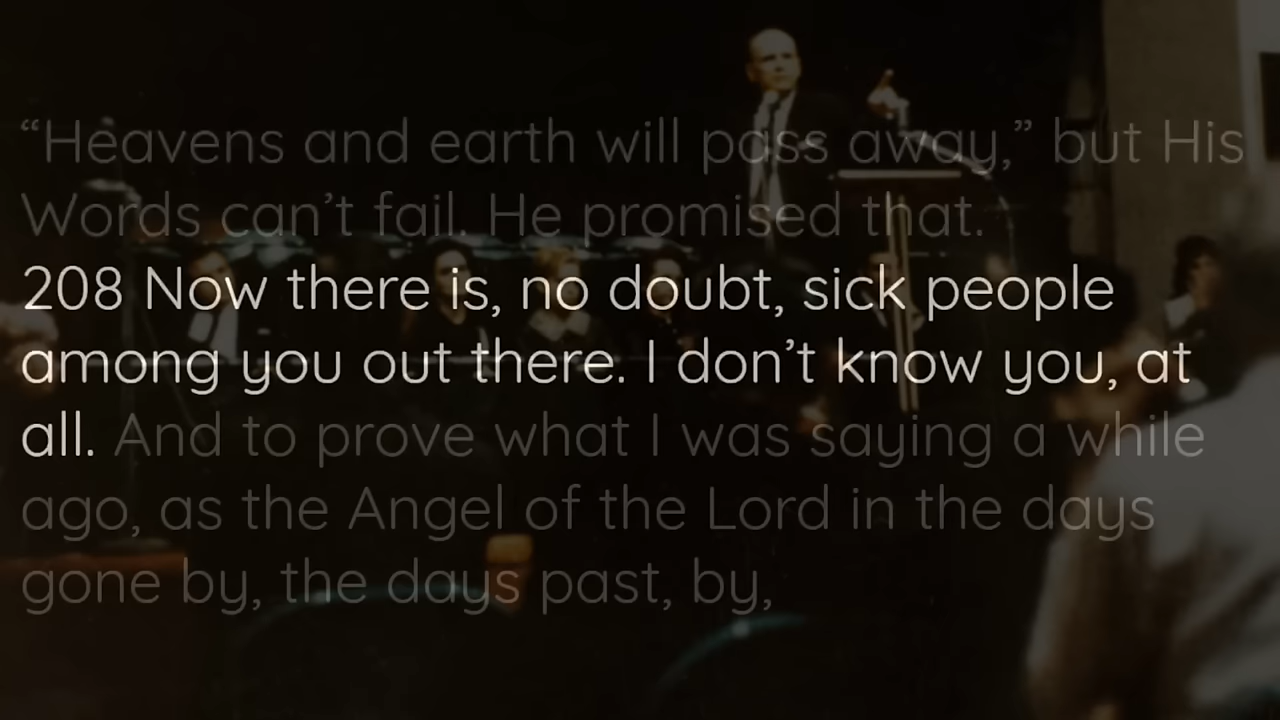 “Heavens and earth will pass away,” but His
Words can’t fail. He promised that.
208 Now there is, no doubt, sick people
among you out there. I don’t know you, at
all. And to prove what I was saying a while
ago, as the Angel of the Lord in the days
gone by, the days past, by,